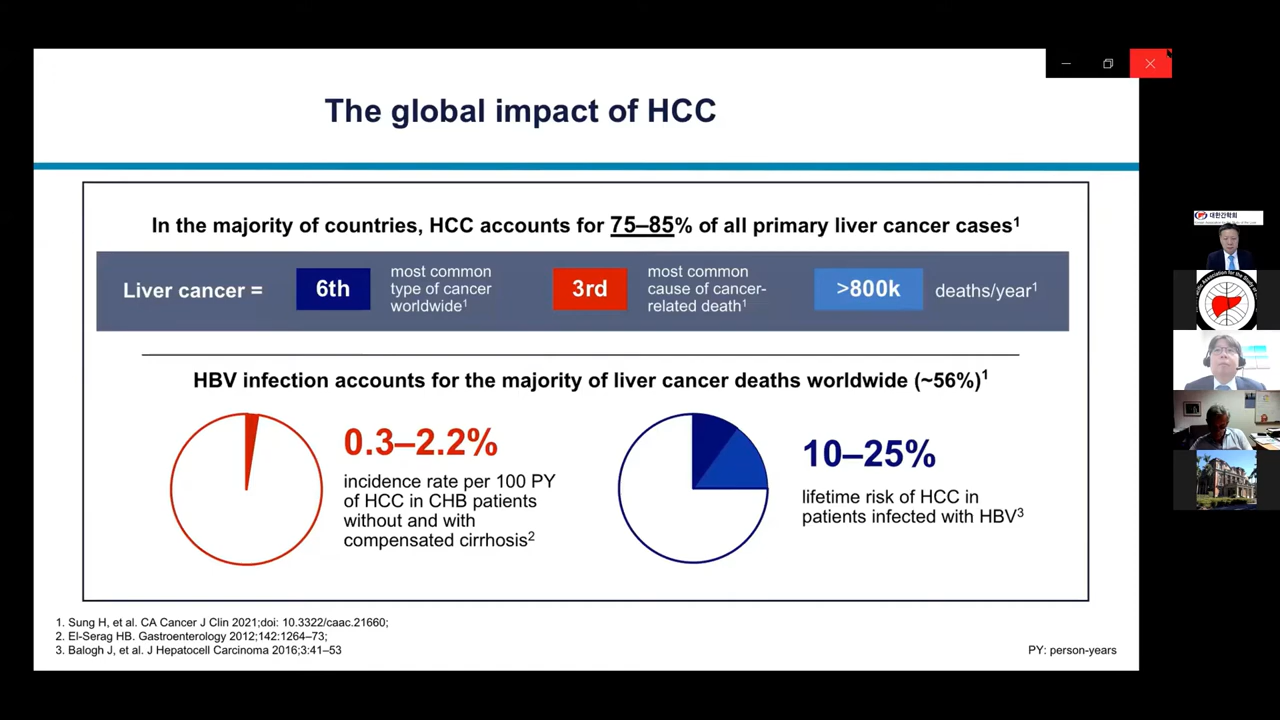 The global impact of HCC
In the majority of countries, HCC accounts for 75–85% of all primary liver cancer cases¹
Liver cancer =
6th
most common
type of cancer
worldwide¹
3rd
most common
cause of cancer-
related death¹
>800k
deaths/year¹
HBV infection accounts for the majority of liver cancer deaths worldwide (~56%)¹
0.3–2.2%
incidence rate per 100 PY
of HCC in CHB patients
without and with
compensated cirrhosis²
10–25%
lifetime risk of HCC in
patients infected with HBV³
1. Sung H, et al. CA Cancer J Clin 2021;doi: 10.3322/caac.21660;
2. El-Serag HB. Gastroenterology 2012;142:1264–73;
3. Balogh J, et al. J Hepatocell Carcinoma 2016;3:41–53
PY: person-years
대한간학회